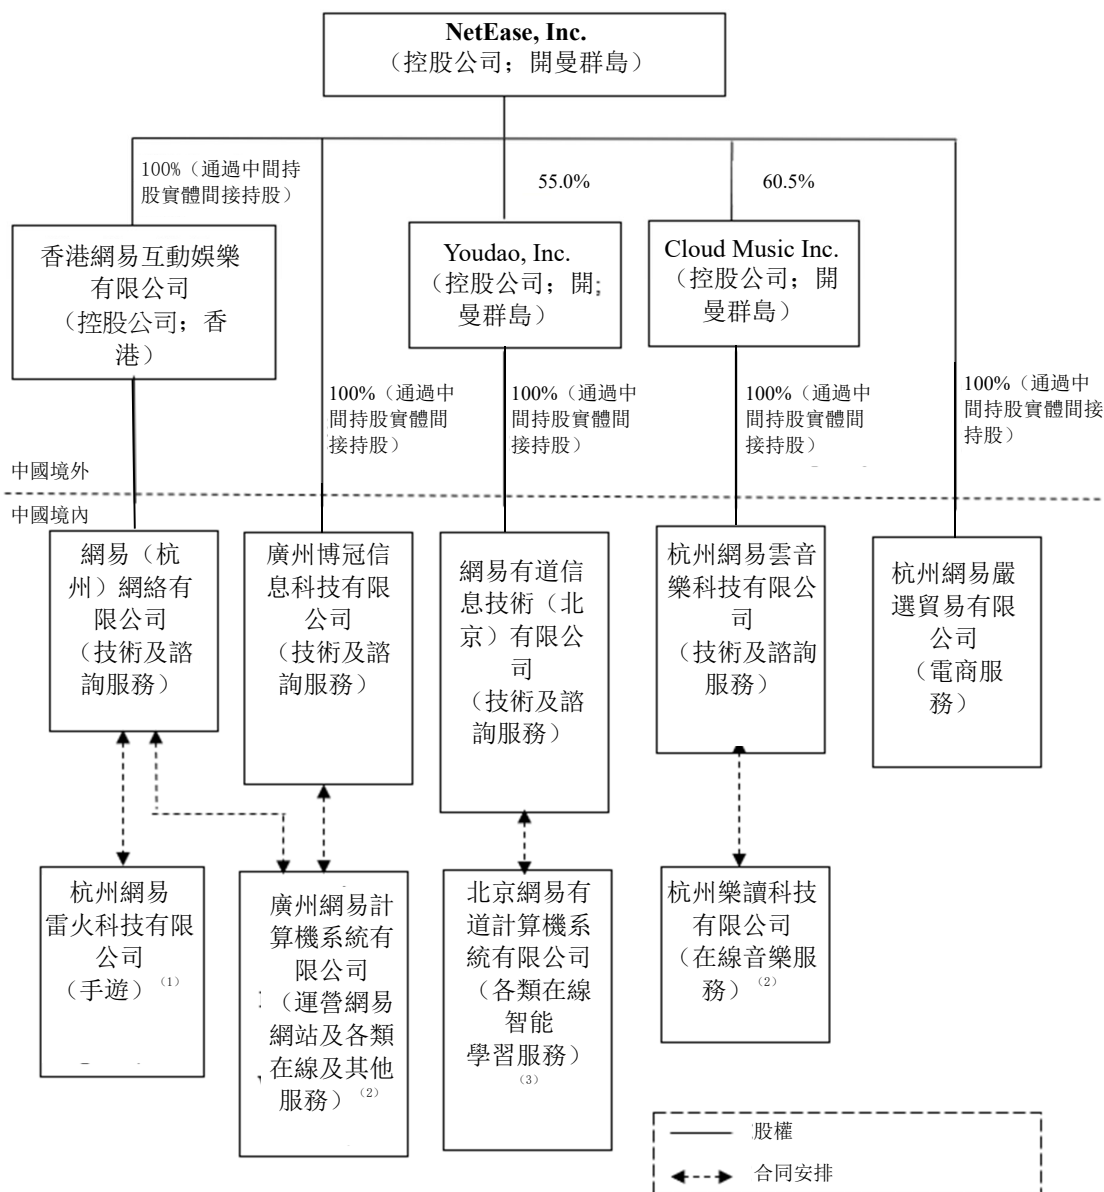 NetEase, Inc.
（控股公司；開曼群島）
100%（通過中間持
股實體間接持股）
55.0%
60.5%
香港網易互動娛樂
有限公司
（控股公司；香
港）
Youdao, Inc.
（控股公司；開
曼群島）
Cloud Music Inc.
（控股公司；開
曼群島）
100%（通過中
間持股實體間
接持股）
100%（通過中
間持股實體間
接持股）
100%（通過中
間持股實體間
接持股）
100%（通過中
間持股實體間接
持股）
中國境外
中國境內
網易（杭
州）網絡有
限公司
（技術及諮
詢服務）
廣州博冠信
息科技有限
公司
（技術及諮
詢服務）
網易有道信
息技術（北
京）有限公
司
（技術及諮
詢服務）
杭州網易雲音
樂科技有限公
司
（技術及諮詢
服務）
杭州網易嚴
選貿易有限
公司
（電商服
務）
杭州網易
雷火科技有限
公司
（手遊）(1)
廣州網易計
算機系統有
限公司
（運營網易
網站及各類
在線及其他
服務）(2)
北京網易有
道計算機系
統有限公司
（各類在線
智能
學習服務）
(3)
杭州樂讀科技
有限公司
（在線音樂服
務）(2)
股權
合同安排